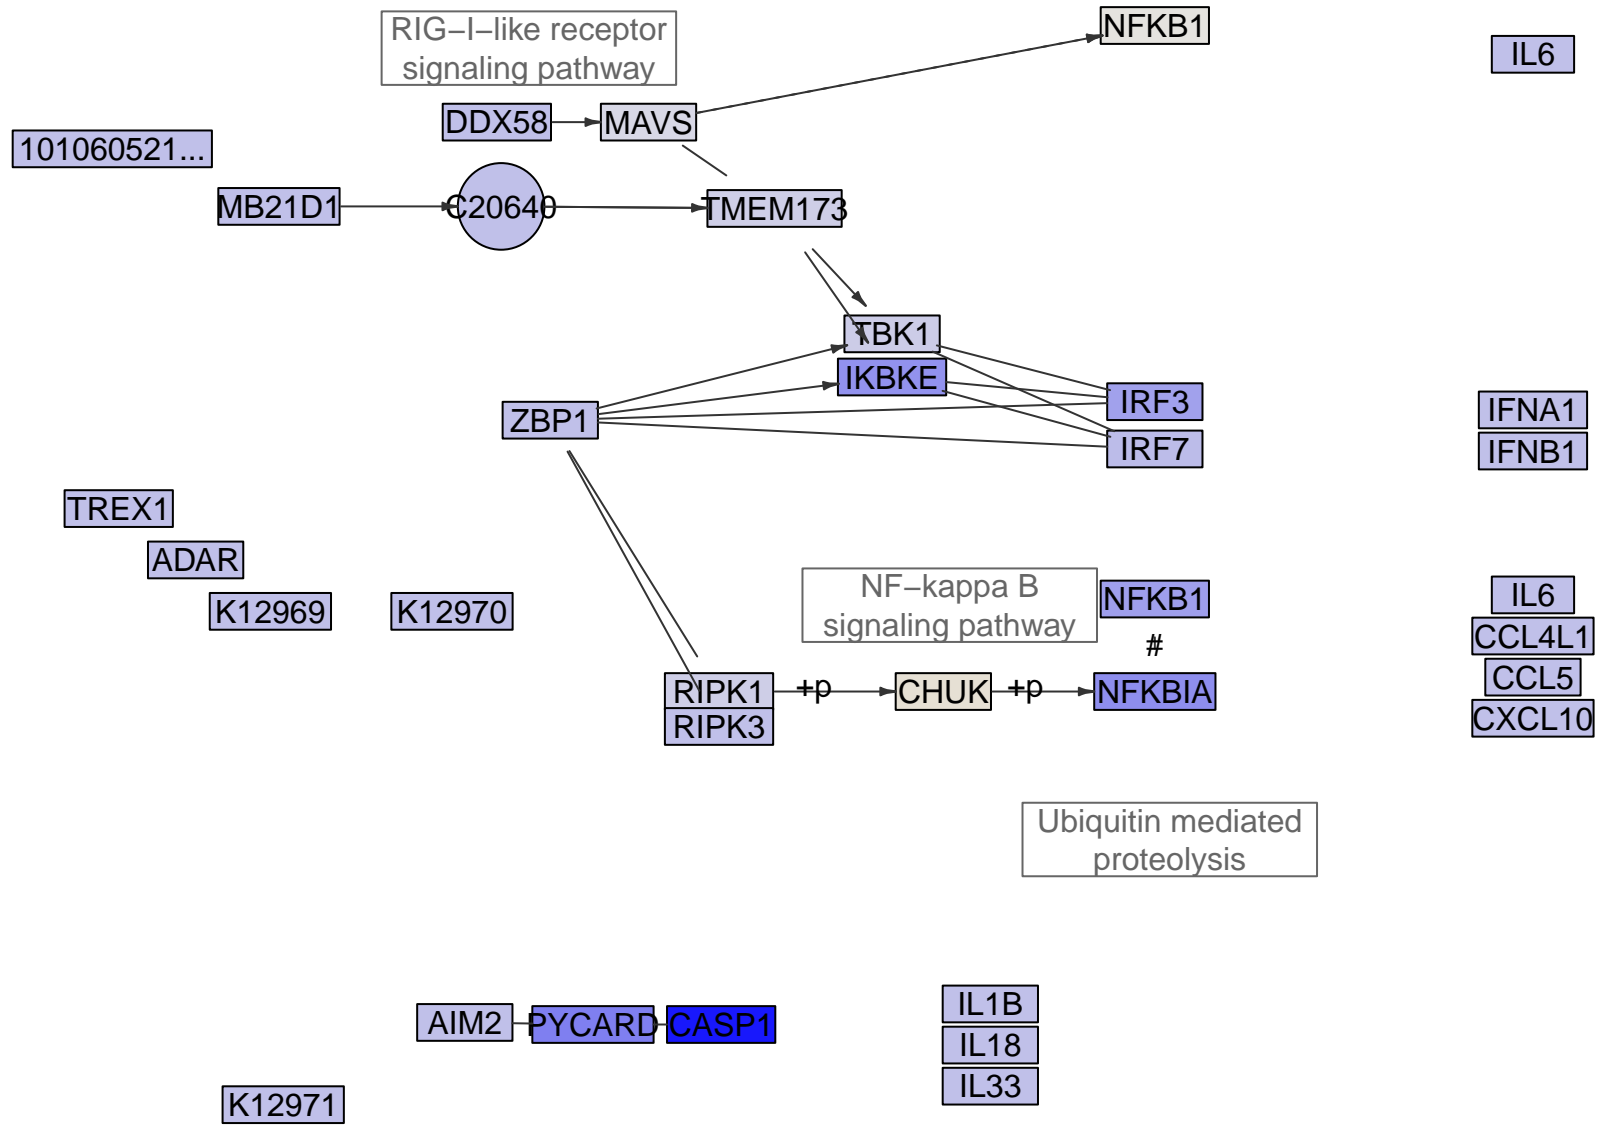 RIG–I–like receptor
signaling pathway
NFKB1
IL6
DDX58
MAVS
101060521...
MB21D1
C20640
TMEM173
TBK1
IKBKE
IRF3
IFNA1
ZBP1
IRF7
IFNB1
TREX1
ADAR
K12969
K12970
NF–kappa B
signaling pathway
NFKB1
IL6
#
CCL4L1
RIPK1
+p
CHUK
+p
NFKBIA
CCL5
RIPK3
CXCL10
Ubiquitin mediated
proteolysis
AIM2
PYCARD
CASP1
IL1B
IL18
IL33
K12971